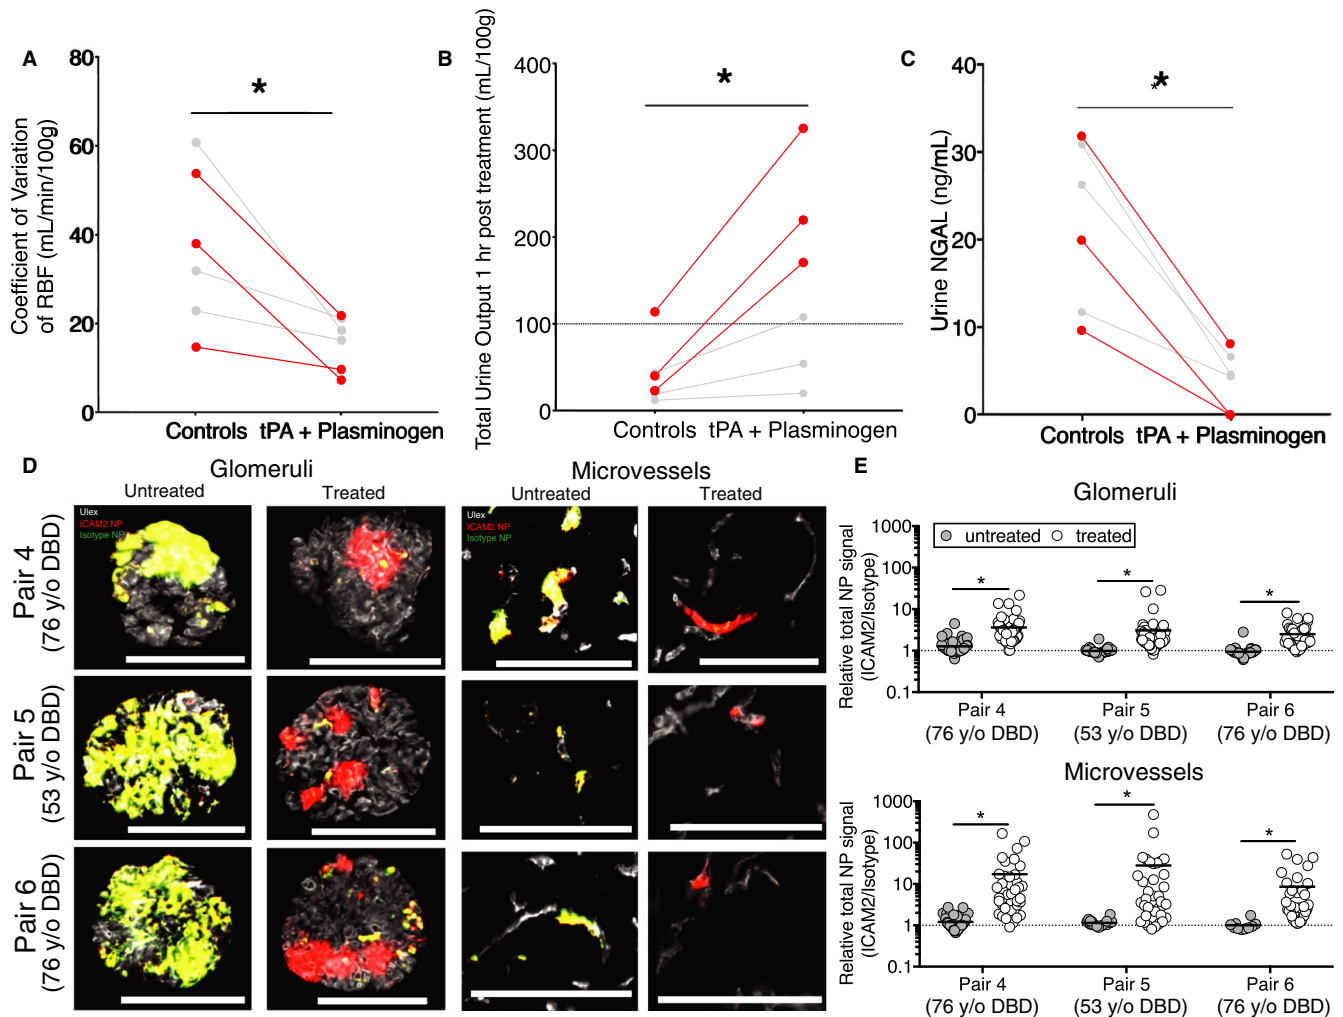 A
80
60
40
20
0
Coefficient of Variation
of RBF (mL/min/100g)
*
Controls tPA + Plasminogen
B
400
300
200
100
0
Total Urine Output 1 hr post treatment (mL/100g)
*
Controls tPA + Plasminogen
C
40
30
20
10
0
Urine NGAL (ng/mL)
*
*
Controls tPA + Plasminogen
D
Glomeruli
Microvessels
Untreated
Treated
Untreated
Treated
Ulex
ICAM2 NP
Isotype NP
Ulex
ICAM2 NP
Isotype NP
Pair 4
(76 y/o DBD)
Pair 5
(53 y/o DBD)
Pair 6
(76 y/o DBD)
E
Glomeruli
untreated treated
Relative total NP signal
(ICAM2/Isotype)
1000
100
10
1
0.1
*
*
*
Pair 4
(76 y/o DBD)
Pair 5
(53 y/o DBD)
Pair 6
(76 y/o DBD)
Microvessels
Relative total NP signal
(ICAM2/Isotype)
1000
100
10
1
0.1
*
*
*
Pair 4
(76 y/o DBD)
Pair 5
(53 y/o DBD)
Pair 6
(76 y/o DBD)